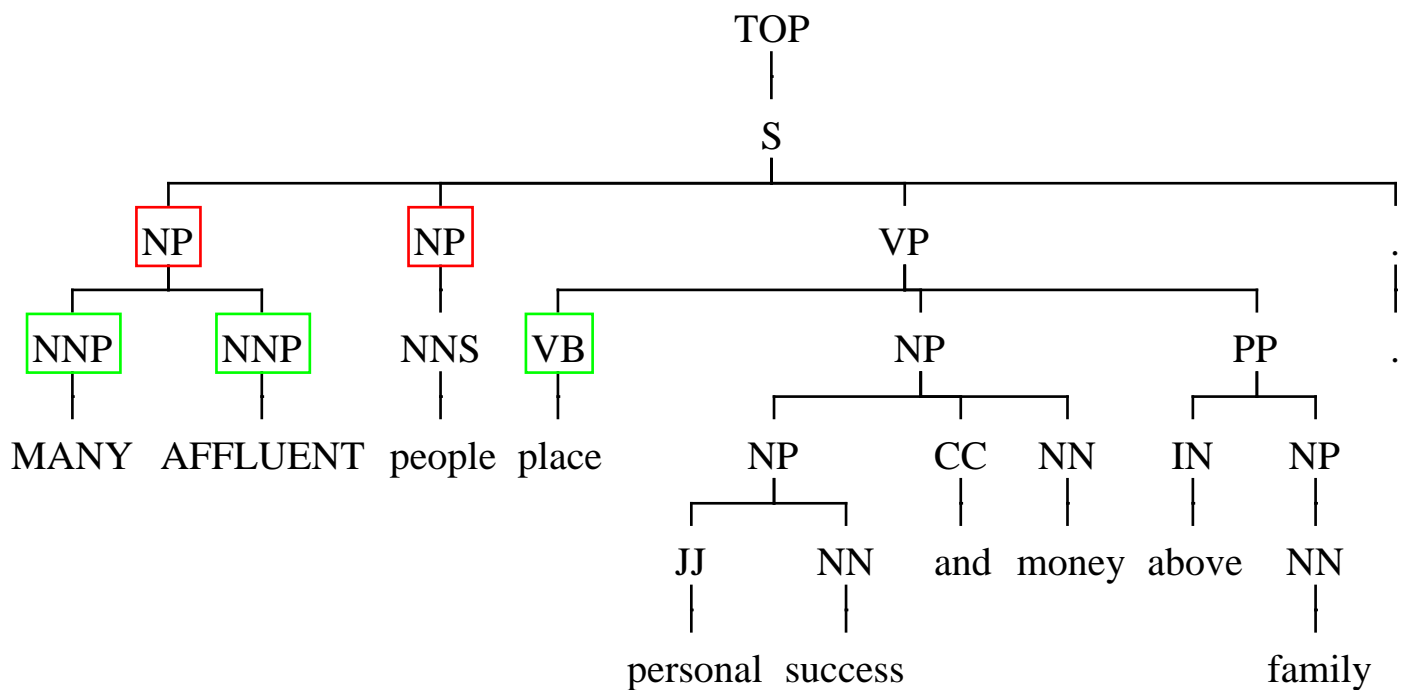 TOP
S
NP NP VP .
NNP NNP NNS VB NP PP .
MANY AFFLUENT people place NP CC NN IN NP
JJ NN and money above NN
personal success family